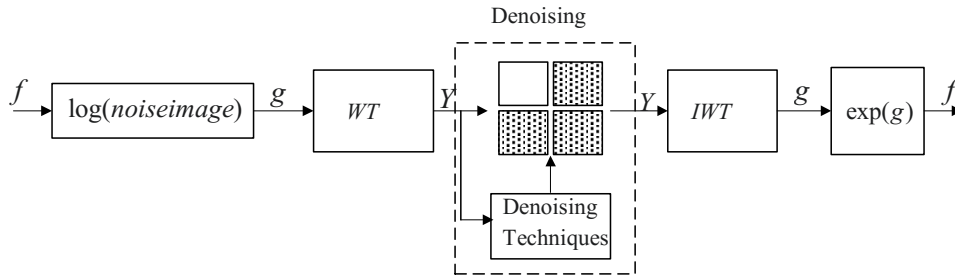 Denoising
f
log(noiseimage)
g
WT
Y
Y
IWT
g
exp(g)
f
Denoising
Techniques